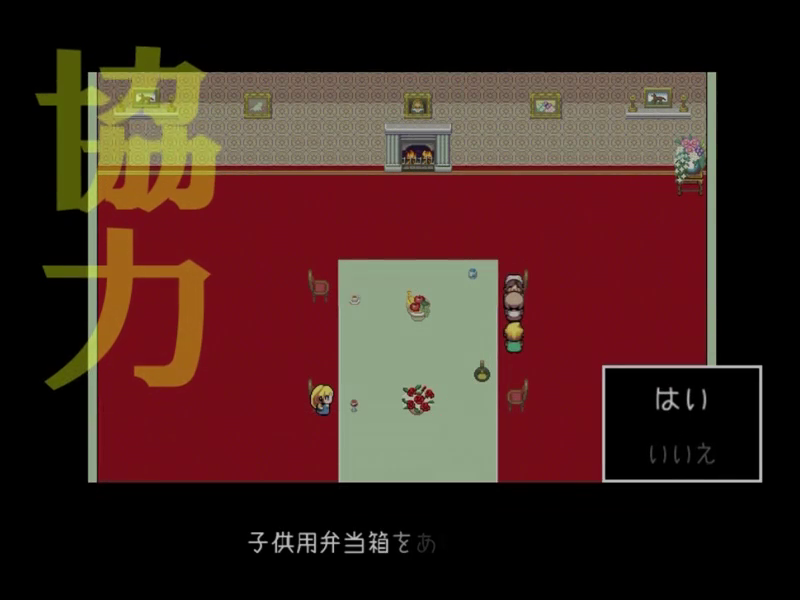 協力
はい
いいえ
子供用弁当箱をあ